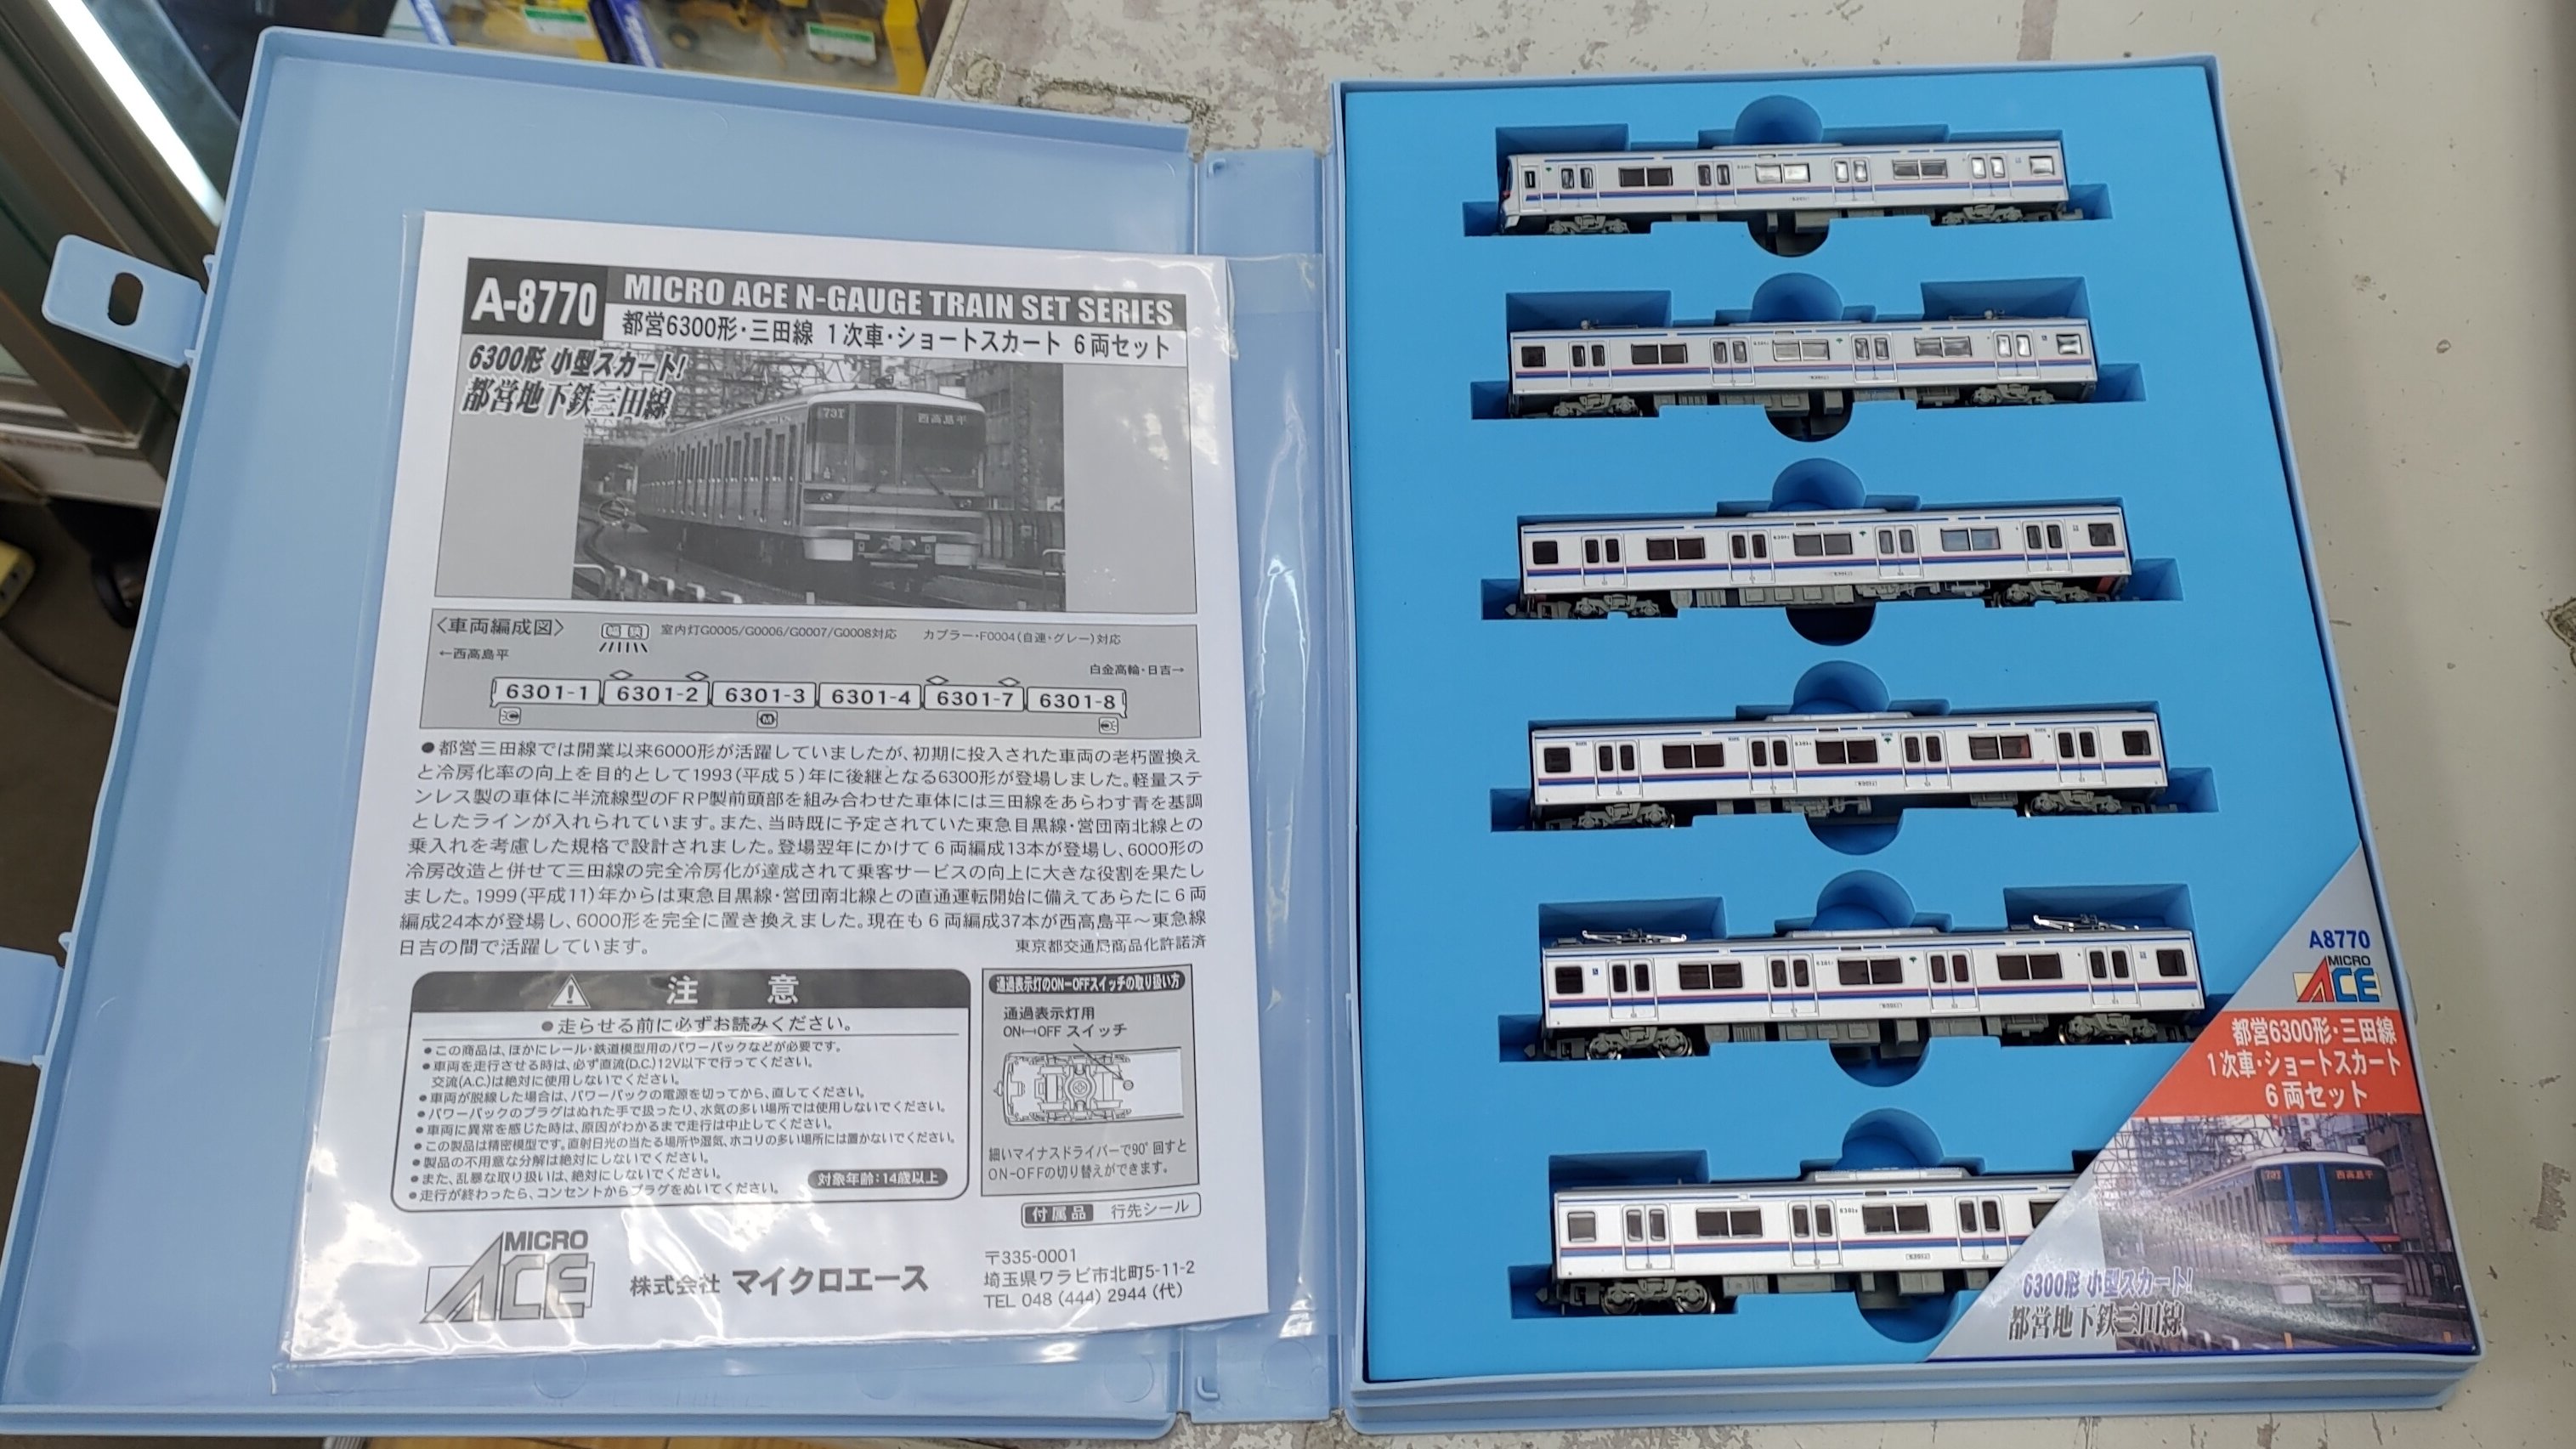 A-8770
MICRO ACE N-GAUGE TRAIN SET SERIES
都営6300形・三田線 1次車・ショートスカート 6両セット
6300形 小型スカート!
都営地下鉄三田線
73T
西高島平
〈車両編成図〉
室内灯G0005/G0006/G0007/G0008対応 カプラー・F0004(自連・グレー)対応
←西高島平
白金高輪・日吉→
6301-1 6301-2 6301-3 6301-4 6301-7 6301-8
M
●都営三田線では開業以来6000形が活躍していましたが、初期に投入された車両の老朽置換え
と冷房化率の向上を目的として1993(平成5)年に後継となる6300形が登場しました。軽量ステ
ンレス製の車体に半流線型のFRP製前頭部を組み合わせた車体には三田線をあらわす青を基調
としたラインが入れられています。また、当時既に予定されていた東急目黒線・営団南北線との
乗入れを考慮した規格で設計されました。登場翌年にかけて6両編成13本が登場し、6000形の
冷房改造と併せて三田線の完全冷房化が達成されて乗客サービスの向上に大きな役割を果たし
ました。1999(平成11)年からは東急目黒線・営団南北線との直通運転開始に備えてあらたに6両
編成24本が登場し、6000形を完全に置き換えました。現在も6両編成37本が西高島平～東急線
日吉の間で活躍しています。
東京都交通局商品化許諾済
注 意
●走らせる前に必ずお読みください。
●この商品は、ほかにレール・鉄道模型用のパワーパックなどが必要です。
●車両を走行させる時は、必ず直流(D.C.)12V以下で行ってください。
交流(A.C.)は絶対に使用しないでください。
●車両が脱線した場合は、パワーパックの電源を切ってから、直してください。
●パワーパックのプラグはぬれた手で扱ったり、水気の多い場所では使用しないでください。
●車両に異常を感じた時は、原因がわかるまで走行は中止してください。
●この製品は精密模型です。直射日光の当たる場所や湿気、ホコリの多い場所には置かないでください。
●製品の不用意な分解は絶対にしないでください。
●また、乱暴な取り扱いは、絶対にしないでください。
●走行が終わったら、コンセントからプラグをぬいてください。
対象年齢:14歳以上
通過表示灯のON-OFFスイッチの取り扱い方
通過表示灯用
ON↔OFF スイッチ
細いマイナスドライバーで90°回すと
ON-OFFの切り替えができます。
付属品 行先シール
MICRO
ACE
株式会社 マイクロエース
〒335-0001
埼玉県ワラビ市北町5-11-2
TEL 048 (444) 2944 (代)
A8770
MICRO
ACE
都営6300形・三田線
1次車・ショートスカート
6両セット
73T
西高島平
6300形 小型スカート!
都営地下鉄三田線